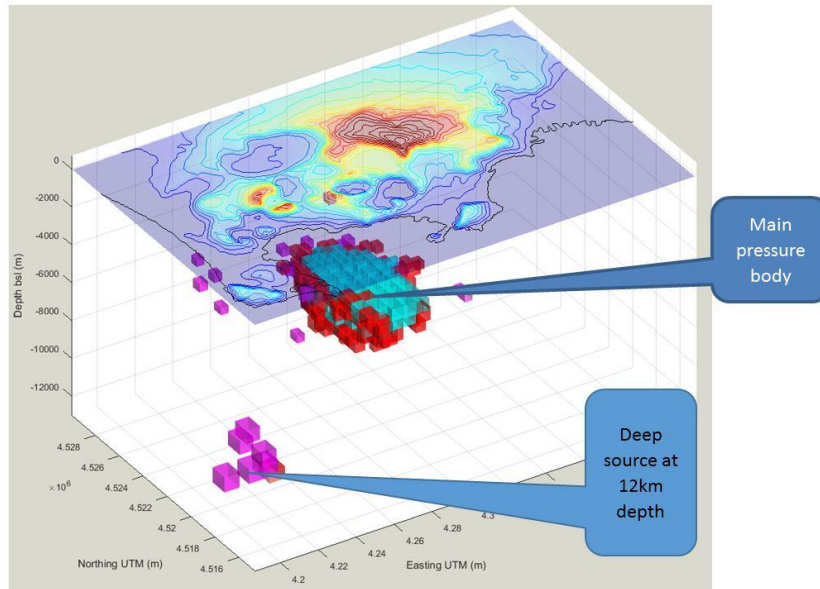 0
-2000
-4000
-6000
-8000
-10000
-12000
Depth bsl (m)
4.528
4.526
4.524
4.522
4.52
4.518
4.516
×10⁶
Northing UTM (m)
4.2
4.22
4.24
4.26
4.28
4.3
Easting UTM (m)
Main
pressure
body
Deep
source at
12km
depth